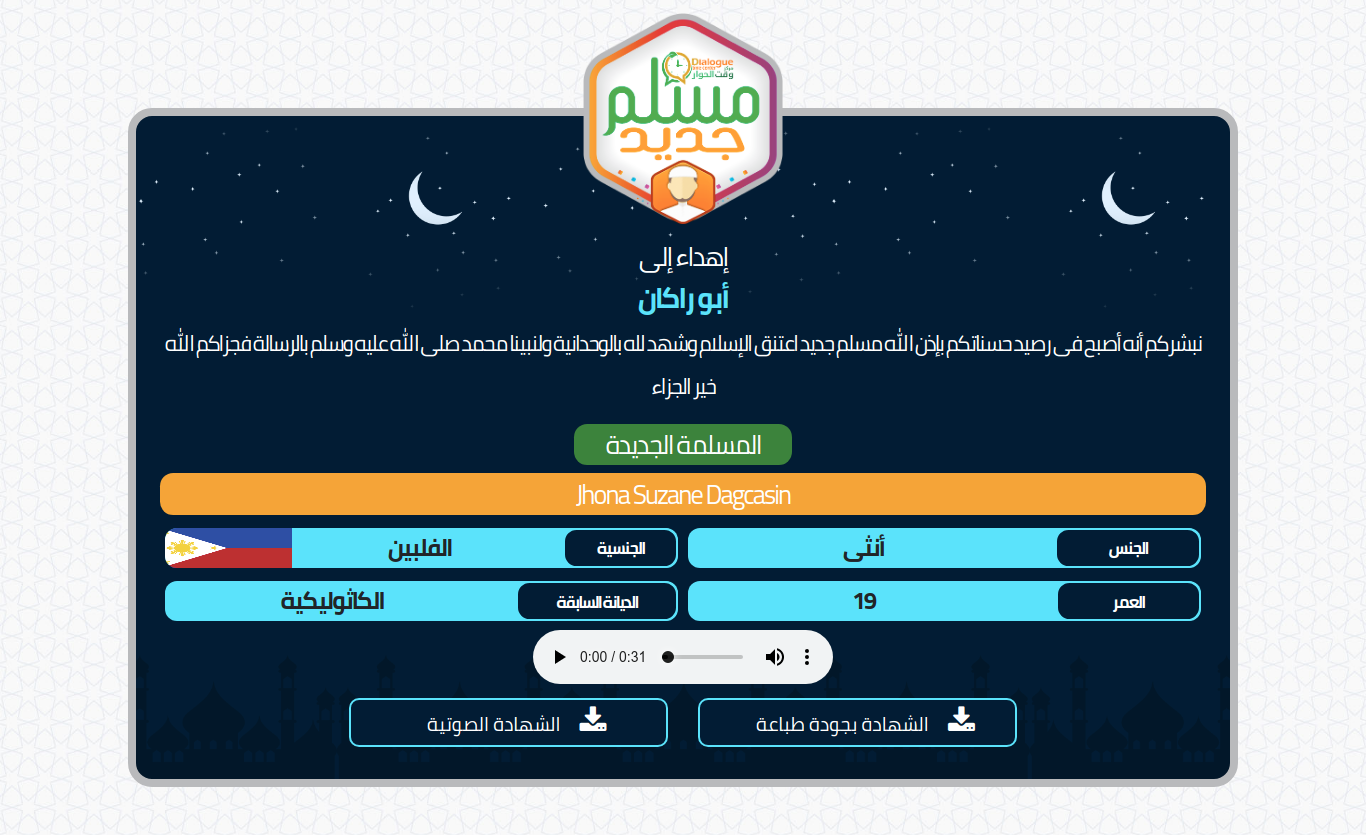 Dialogue
مركز
وقت الحوار
مسلم
جديد
إهداء إلى
أبو راكان
نبشركم أنه أصبح فى رصيد حسناتكم بإذن الله مسلم جديد اعتنق الإسلام وشهد لله بالوحدانية ولنبينا محمد صلى الله عليه وسلم بالرسالة فجزاكم الله
خير الجزاء
المسلمة الجديدة
Jhona Suzane Dagcasin
الجنس أنثى الجنسية الفلبين
العمر 19 الديانة السابقة الكاثوليكية
0:00 / 0:31
الشهادة بجودة طباعة الشهادة الصوتية